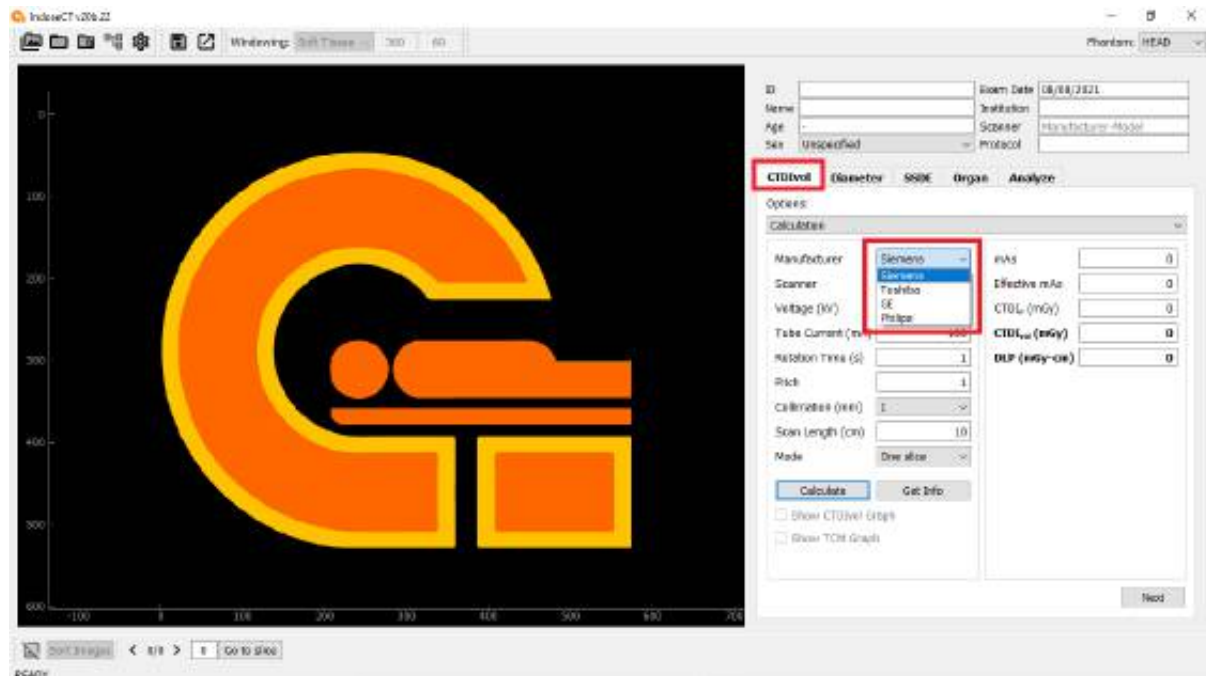 IndoseCT v20b.22
Windowing: Soft Tissue 60 Phantom: HEAD
ID Exam Date 08/08/2021
Name Institution
Age - Scanner Manufacturer-Model
Sex Unspecified Protocol
CTDIvol Diameter SSDE Organ Analyze
Options:
Calculation
Manufacturer Siemens mAs 0
Siemens
Scanner Toshiba Effective mAs 0
Voltage (kV) GE 0
Philips
Tube Current (mA) 100 CTDIvol (mGy) 0
Rotation Time (s) 1 DLP (mGy-cm) 0
Pitch 1
Collimation (mm) 1
Scan Length (cm) 10
Mode One slice
Calculate Get Info
Show CTDIvol Graph
Show TCM Graph
Next
0
100
200
300
400
500
600
-100 0 100 200 300 400 500 600 700
Sort Images < 0/0 > 0 Go to slice
READY